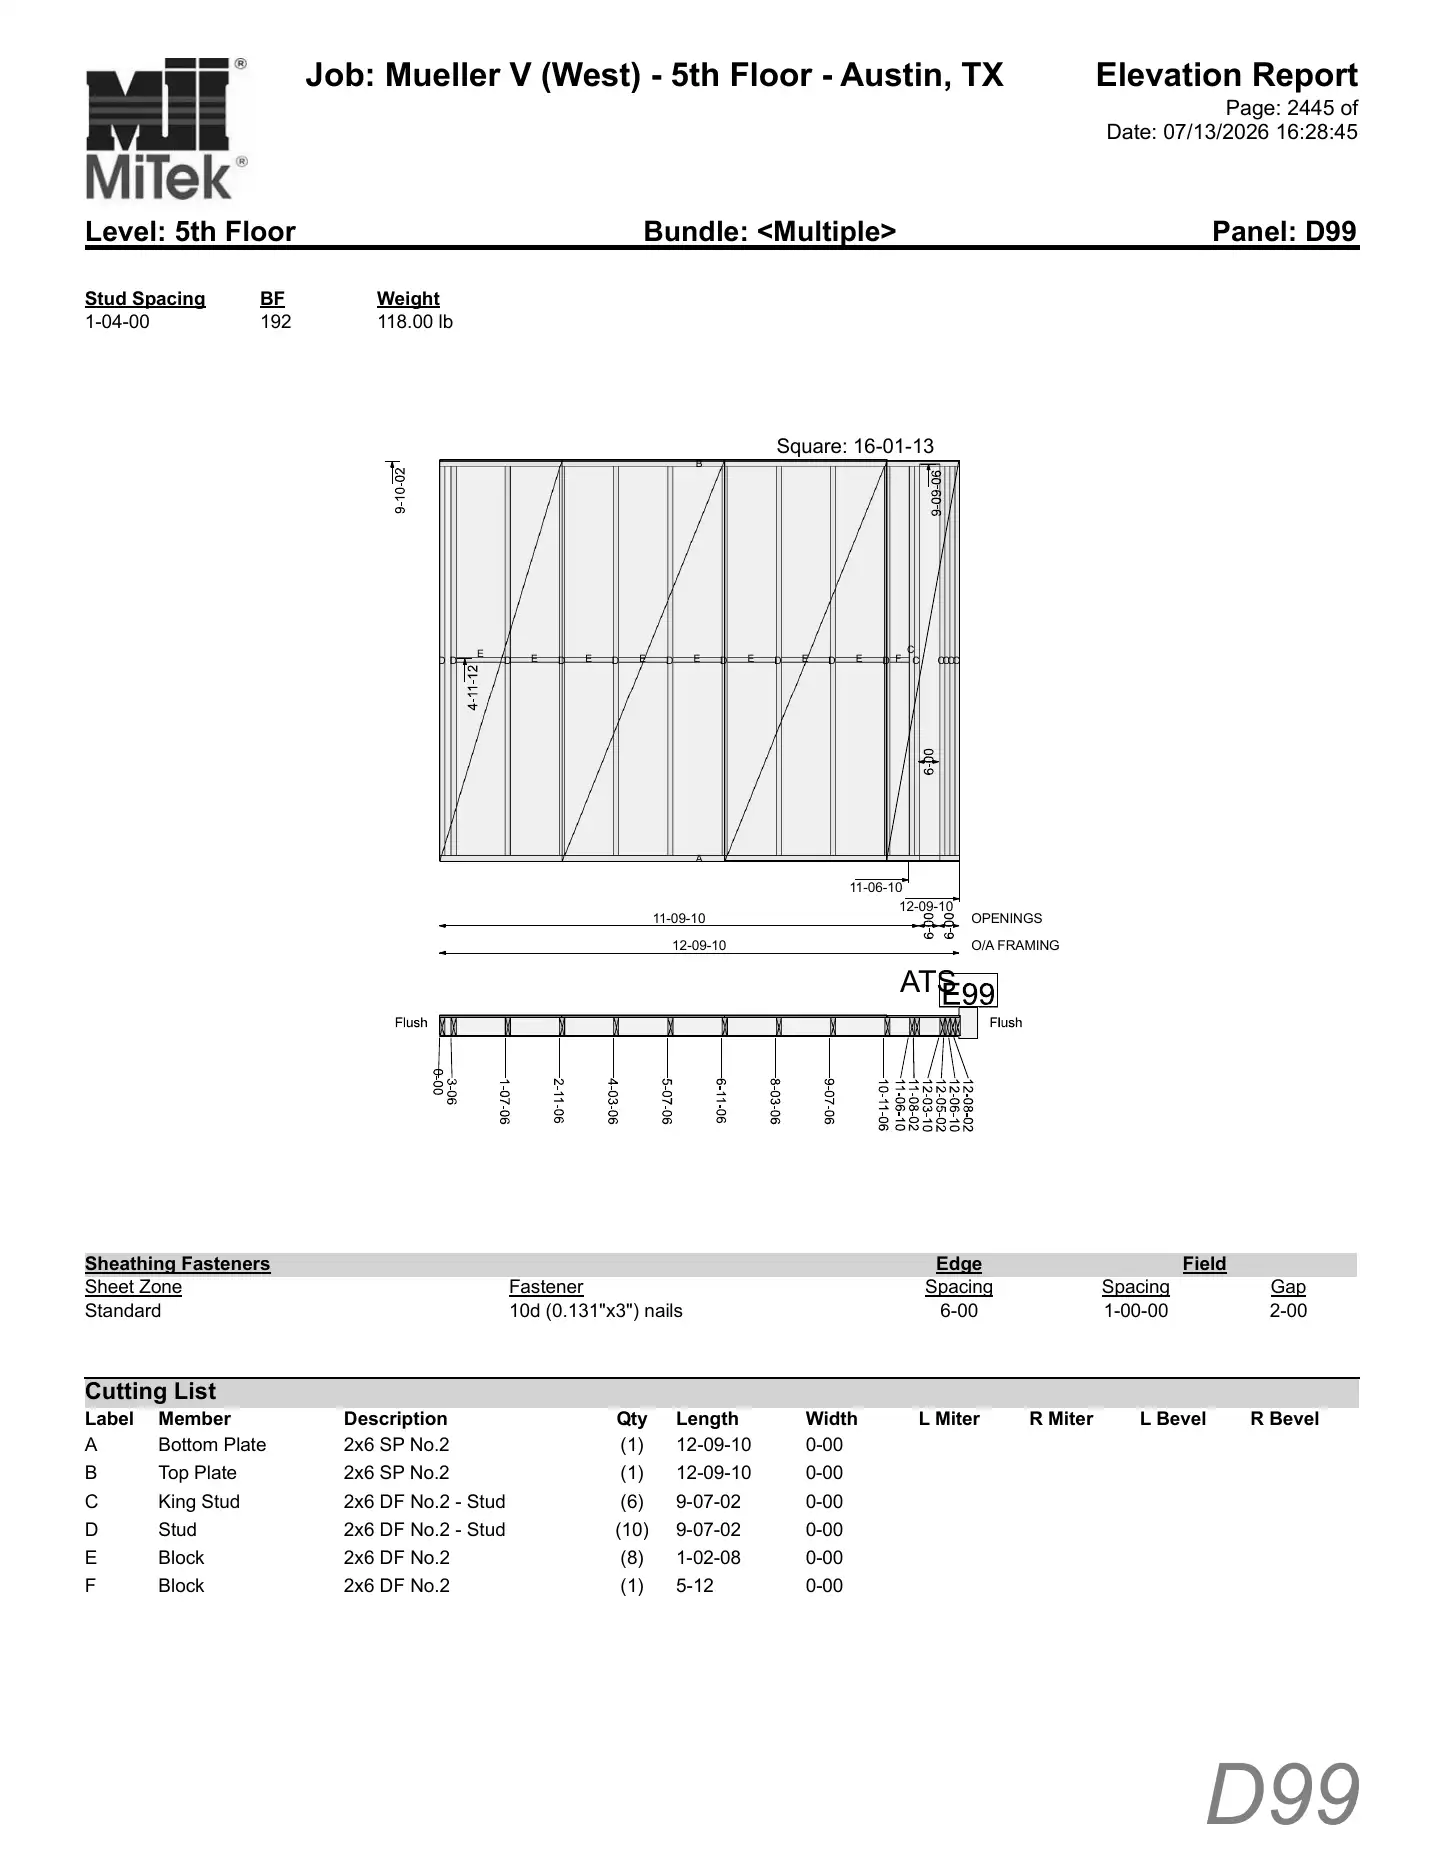 Job: Mueller V (West) - 5th Floor - Austin, TX
Elevation Report
Page: 2445 of
Date: 07/13/2026 16:28:45
MiTek®
Level: 5th Floor Bundle: <Multiple> Panel: D99
Stud Spacing BF Weight
1-04-00 192 118.00 lb
Square: 16-01-13
9-10-02
B
9-09-06
C
D D E D E D E D E D E D E D E D E D F C C C C D
4-11-12
6-00
A
11-06-10
12-09-10
11-09-10 6-00 6-00 OPENINGS
12-09-10 O/A FRAMING
ATS
E99
Flush Flush
0-00
3-06
1-07-06
2-11-06
4-03-06
5-07-06
6-11-06
8-03-06
9-07-06
10-11-06
11-06-10
11-08-02
12-03-10
12-05-02
12-06-10
12-08-02
Sheathing Fasteners Edge Field
Sheet Zone Fastener Spacing Spacing Gap
Standard 10d (0.131"x3") nails 6-00 1-00-00 2-00
Cutting List
Label Member Description Qty Length Width L Miter R Miter L Bevel R Bevel
A Bottom Plate 2x6 SP No.2 (1) 12-09-10 0-00
B Top Plate 2x6 SP No.2 (1) 12-09-10 0-00
C King Stud 2x6 DF No.2 - Stud (6) 9-07-02 0-00
D Stud 2x6 DF No.2 - Stud (10) 9-07-02 0-00
E Block 2x6 DF No.2 (8) 1-02-08 0-00
F Block 2x6 DF No.2 (1) 5-12 0-00
D99